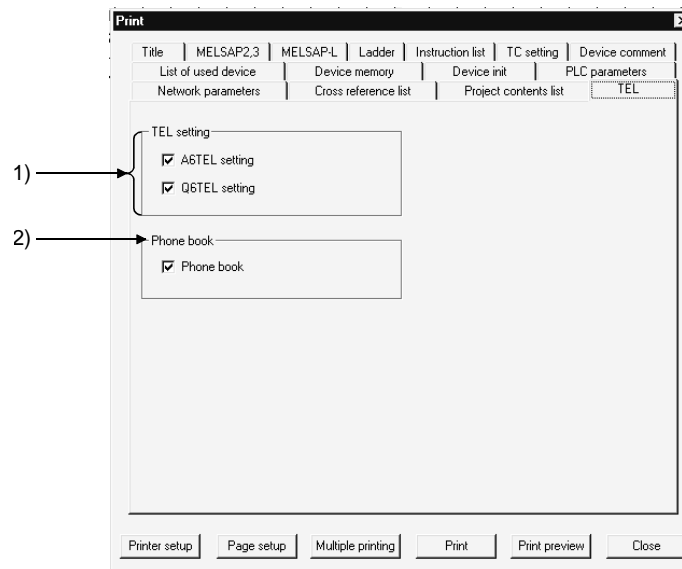 Print
Title MELSAP2,3 MELSAP-L Ladder Instruction list TC setting Device comment
List of used device Device memory Device init PLC parameters
Network parameters Cross reference list Project contents list TEL
TEL setting
1)
A6TEL setting
Q6TEL setting
2)
Phone book
Phone book
Printer setup Page setup Multiple printing Print Print preview Close